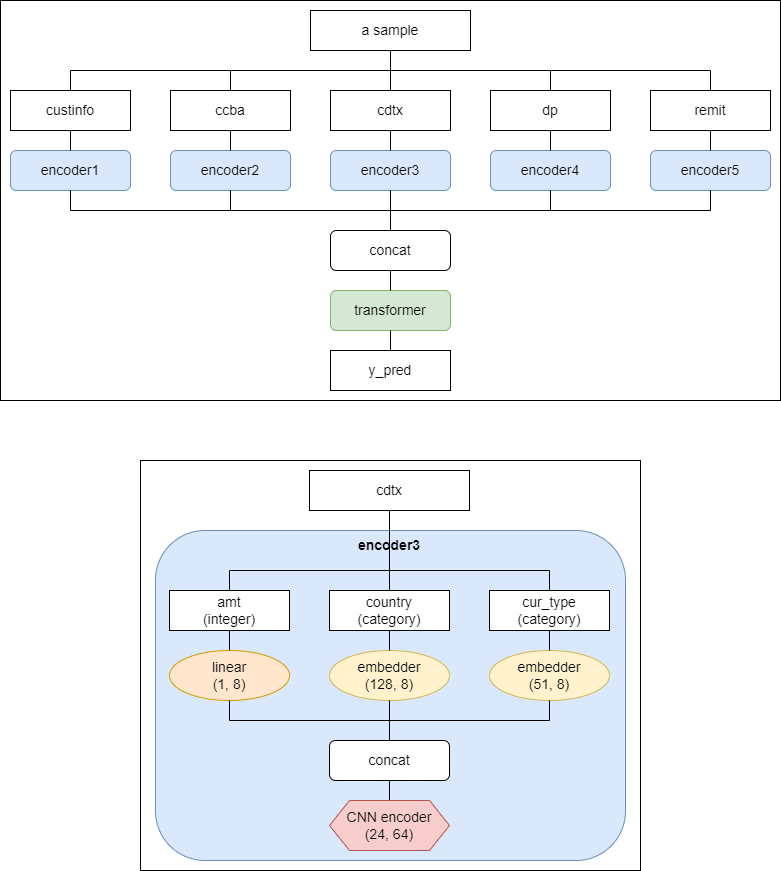 a sample
custinfo
ccba
cdtx
dp
remit
encoder1
encoder2
encoder3
encoder4
encoder5
concat
transformer
y_pred
cdtx
encoder3
amt
(integer)
country
(category)
cur_type
(category)
linear
(1, 8)
embedder
(128, 8)
embedder
(51, 8)
concat
CNN encoder
(24, 64)